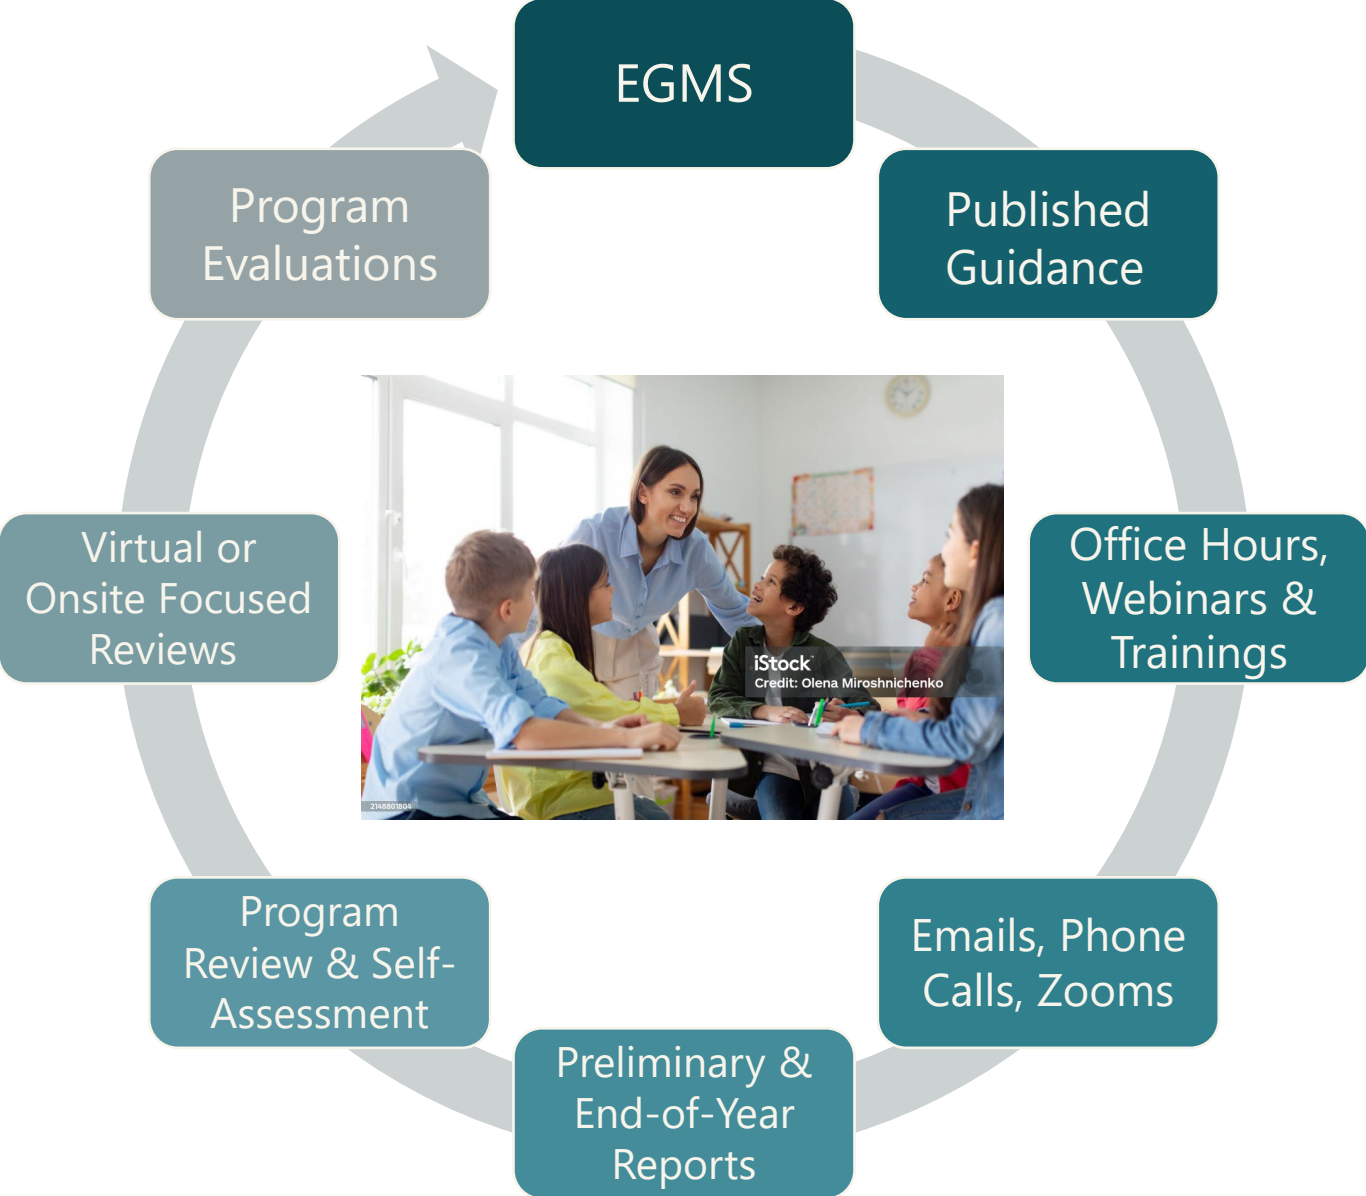 EGMS
Published
Guidance
Office Hours,
Webinars &
Trainings
Emails, Phone
Calls, Zooms
Preliminary &
End-of-Year
Reports
Program
Review & Self-
Assessment
Virtual or
Onsite Focused
Reviews
Program
Evaluations
iStock
Credit: Olena Miroshnichenko
2148801804